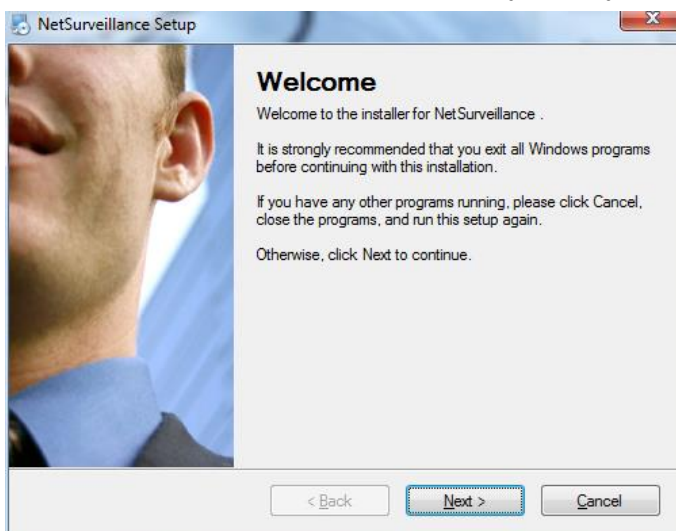 NetSurveillance Setup
Welcome
Welcome to the installer for NetSurveillance .
It is strongly recommended that you exit all Windows programs
before continuing with this installation.
If you have any other programs running, please click Cancel,
close the programs, and run this setup again.
Otherwise, click Next to continue.
< Back Next > Cancel